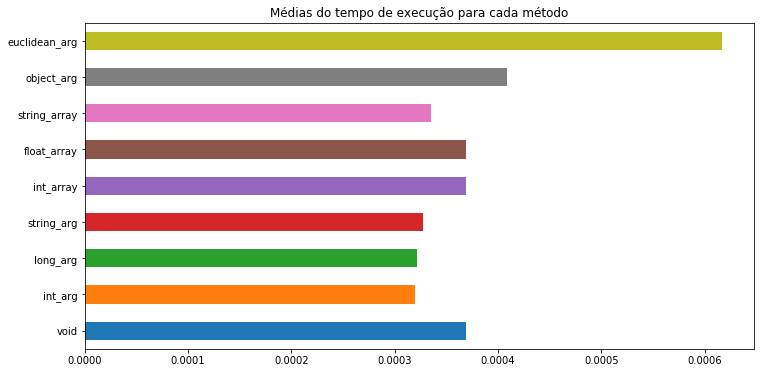 Médias do tempo de execução para cada método
euclidean_arg
object_arg
string_array
float_array
int_array
string_arg
long_arg
int_arg
void
0.0000 0.0001 0.0002 0.0003 0.0004 0.0005 0.0006